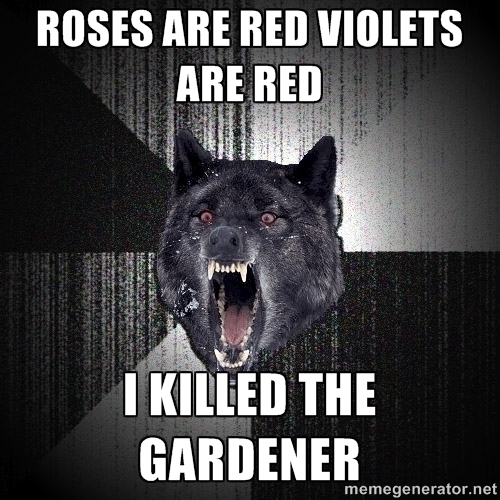 ROSES ARE RED VIOLETS
ARE RED
I KILLED THE
GARDENER
memegenerator.net